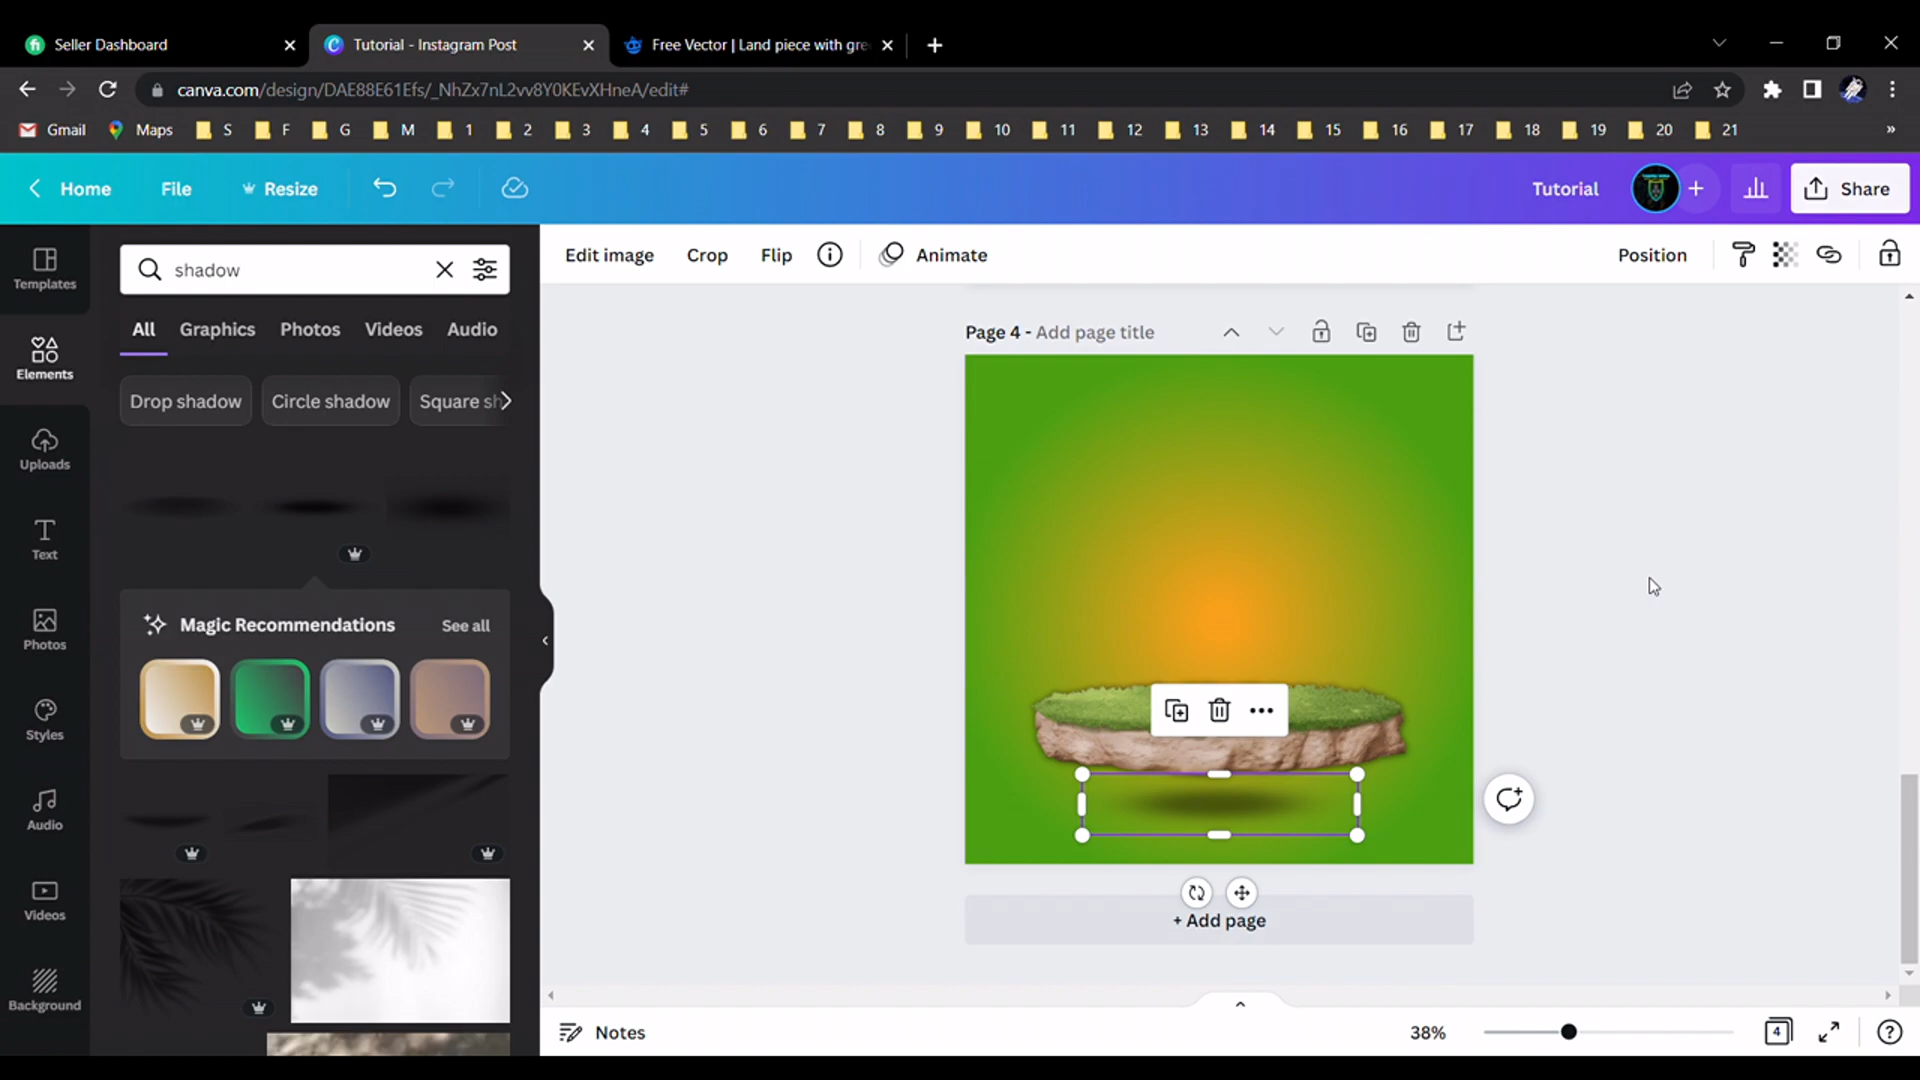 Seller Dashboard
Tutorial - Instagram Post
Free Vector | Land piece with gre
canva.com/design/DAE88E61Efs/_NhZx7nL2vv8Y0KEvXHneA/edit#
Gmail Maps S F G M 1 2 3 4 5 6 7 8 9 10 11 12 13 14 15 16 17 18 19 20 21 »
Home File Resize Tutorial Share
Templates
Elements
Uploads
Text
Photos
Styles
Audio
Videos
Background
shadow
All Graphics Photos Videos Audio
Drop shadow Circle shadow Square sh
Magic Recommendations See all
Edit image Crop Flip Animate Position
Page 4 - Add page title
+ Add page
Notes 38% 4